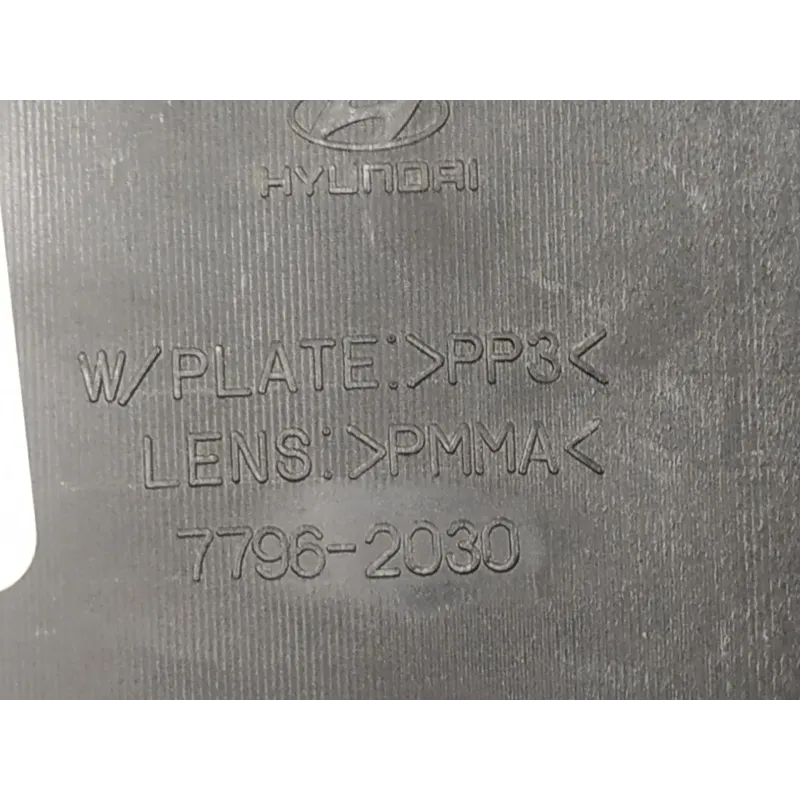 HYUNDAI
W/PLATE:>PP3<
LENS:>PMMA<
7796-2030